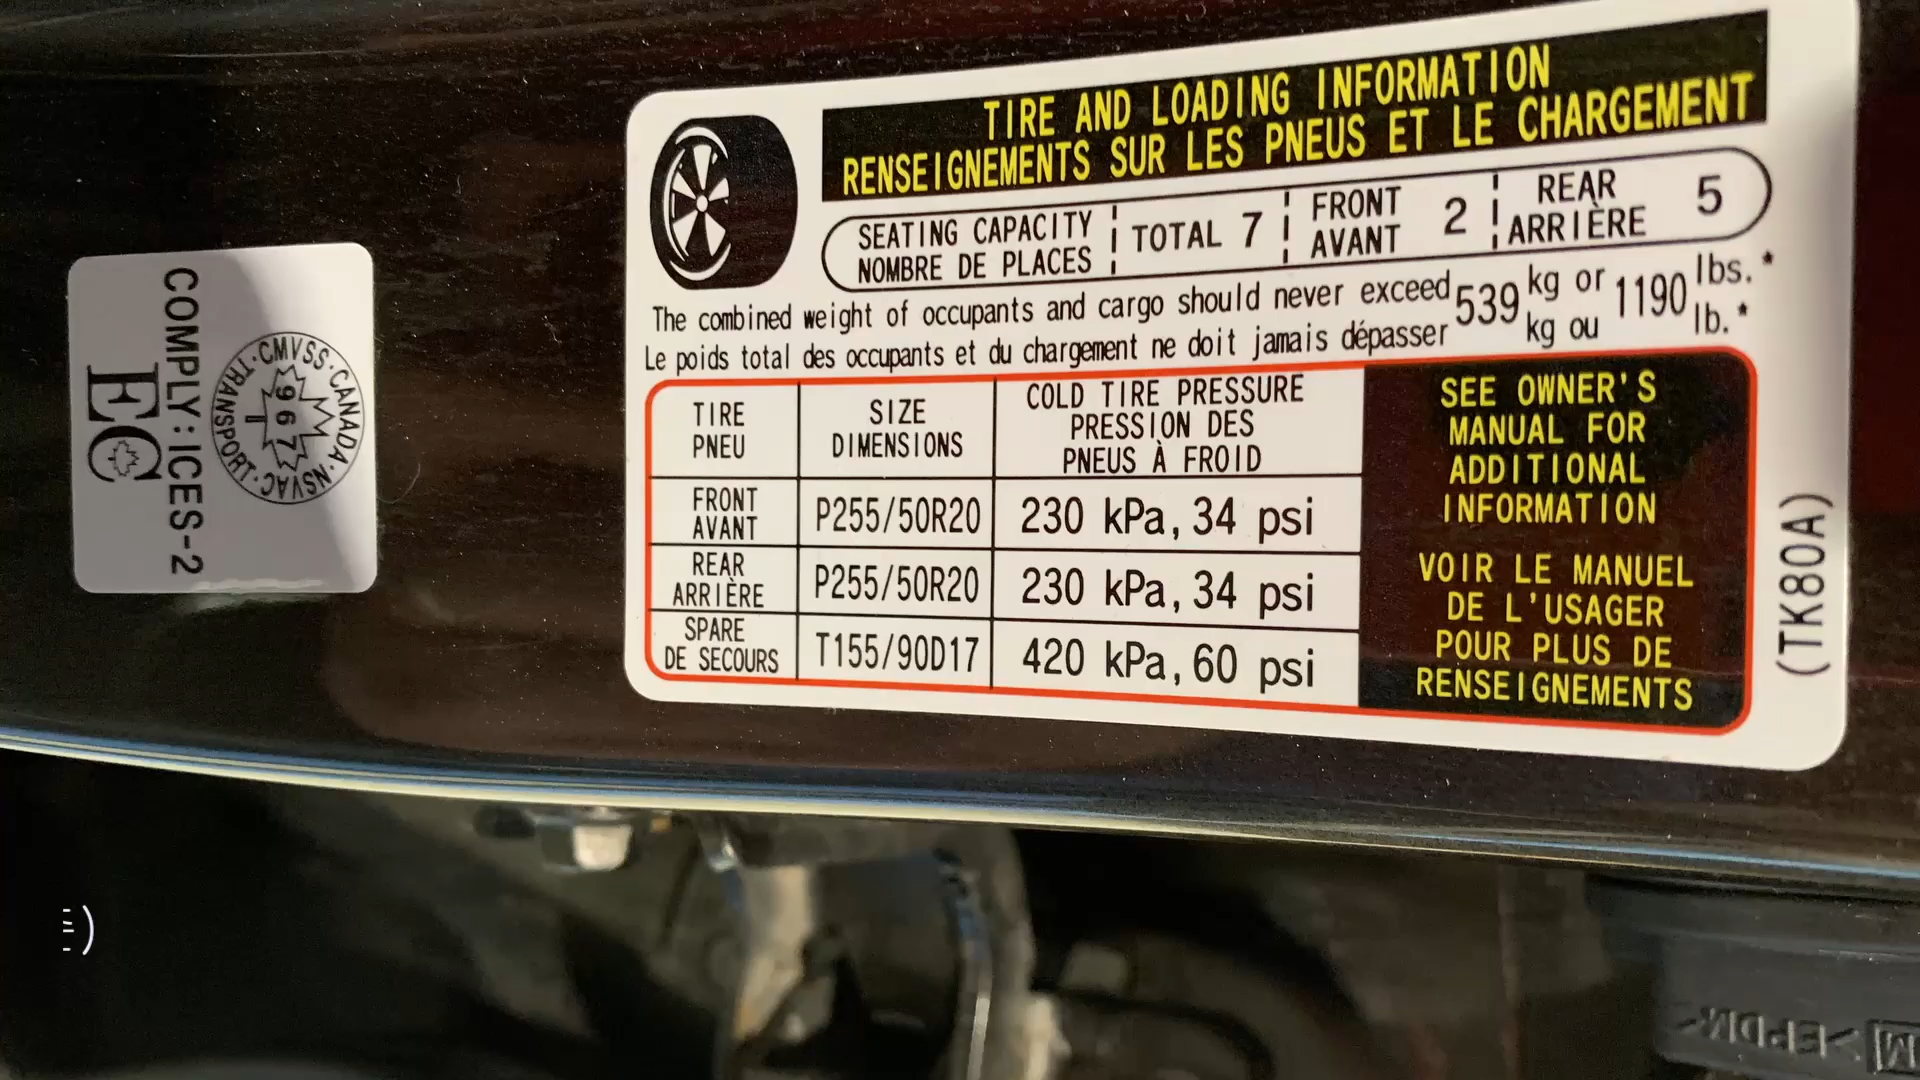 TIRE AND LOADING INFORMATION
RENSEIGNEMENTS SUR LES PNEUS ET LE CHARGEMENT
SEATING CAPACITY
NOMBRE DE PLACES
TOTAL 7
FRONT
AVANT
2
REAR
ARRIÈRE
5
The combined weight of occupants and cargo should never exceed 539 kg or 1190 lbs.*
Le poids total des occupants et du chargement ne doit jamais dépasser kg ou lb.*
TIRE
PNEU
SIZE
DIMENSIONS
COLD TIRE PRESSURE
PRESSION DES
PNEUS À FROID
FRONT
AVANT
P255/50R20
230 kPa, 34 psi
REAR
ARRIÈRE
P255/50R20
230 kPa, 34 psi
SPARE
DE SECOURS
T155/90D17
420 kPa, 60 psi
SEE OWNER'S
MANUAL FOR
ADDITIONAL
INFORMATION
VOIR LE MANUEL
DE L'USAGER
POUR PLUS DE
RENSEIGNEMENTS
(TK80A)
CMVSS·CANADA·NSVAC·TRANSPORT·
1967
COMPLY: ICES-2
EC
>EPDM<